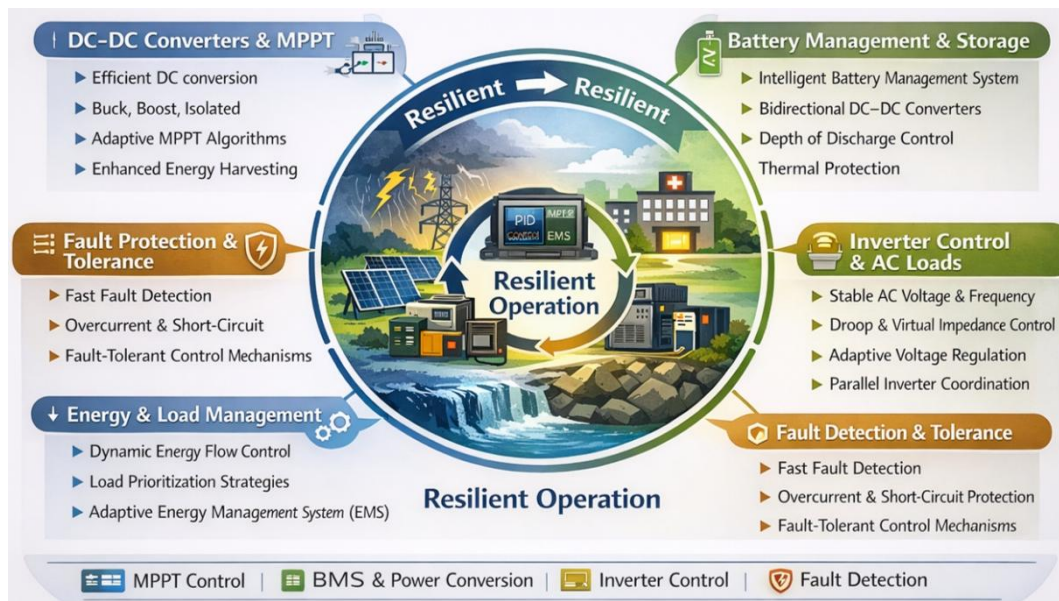 DC–DC Converters & MPPT
Efficient DC conversion
Buck, Boost, Isolated
Adaptive MPPT Algorithms
Enhanced Energy Harvesting
Fault Protection &
Tolerance
Fast Fault Detection
Overcurrent & Short-Circuit
Fault-Tolerant Control Mechanisms
Energy & Load Management
Dynamic Energy Flow Control
Load Prioritization Strategies
Adaptive Energy Management System (EMS)
Resilient
Resilient
PID
EMS
Resilient
Operation
Resilient Operation
Battery Management & Storage
Intelligent Battery Management System
Bidirectional DC–DC Converters
Depth of Discharge Control
Thermal Protection
Inverter Control
& AC Loads
Stable AC Voltage & Frequency
Droop & Virtual Impedance Control
Adaptive Voltage Regulation
Parallel Inverter Coordination
Fault Detection & Tolerance
Fast Fault Detection
Overcurrent & Short-Circuit Protection
Fault-Tolerant Control Mechanisms
MPPT Control | BMS & Power Conversion | Inverter Control | Fault Detection